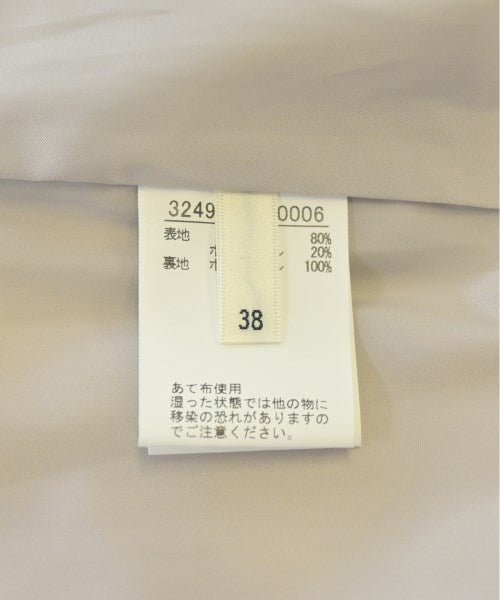 3249 0006
表地 80%
20%
裏地 100%
38
あて布使用
湿った状態では他の物に
移染の恐れがありますの
でご注意ください。